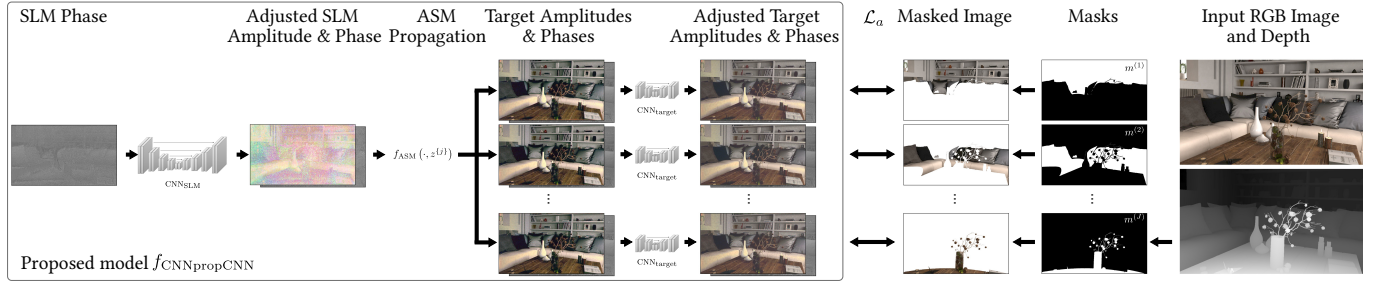 SLM Phase
Adjusted SLM
Amplitude & Phase
ASM
Propagation
Target Amplitudes
& Phases
Adjusted Target
Amplitudes & Phases
ℒₐ
Masked Image
Masks
Input RGB Image
and Depth
CNN_SLM
f_ASM (·, z^{j})
CNN_target
CNN_target
⋮
CNN_target
⋮
⋮
⋮
m^(1)
m^(2)
m^(J)
Proposed model f_CNNpropCNN